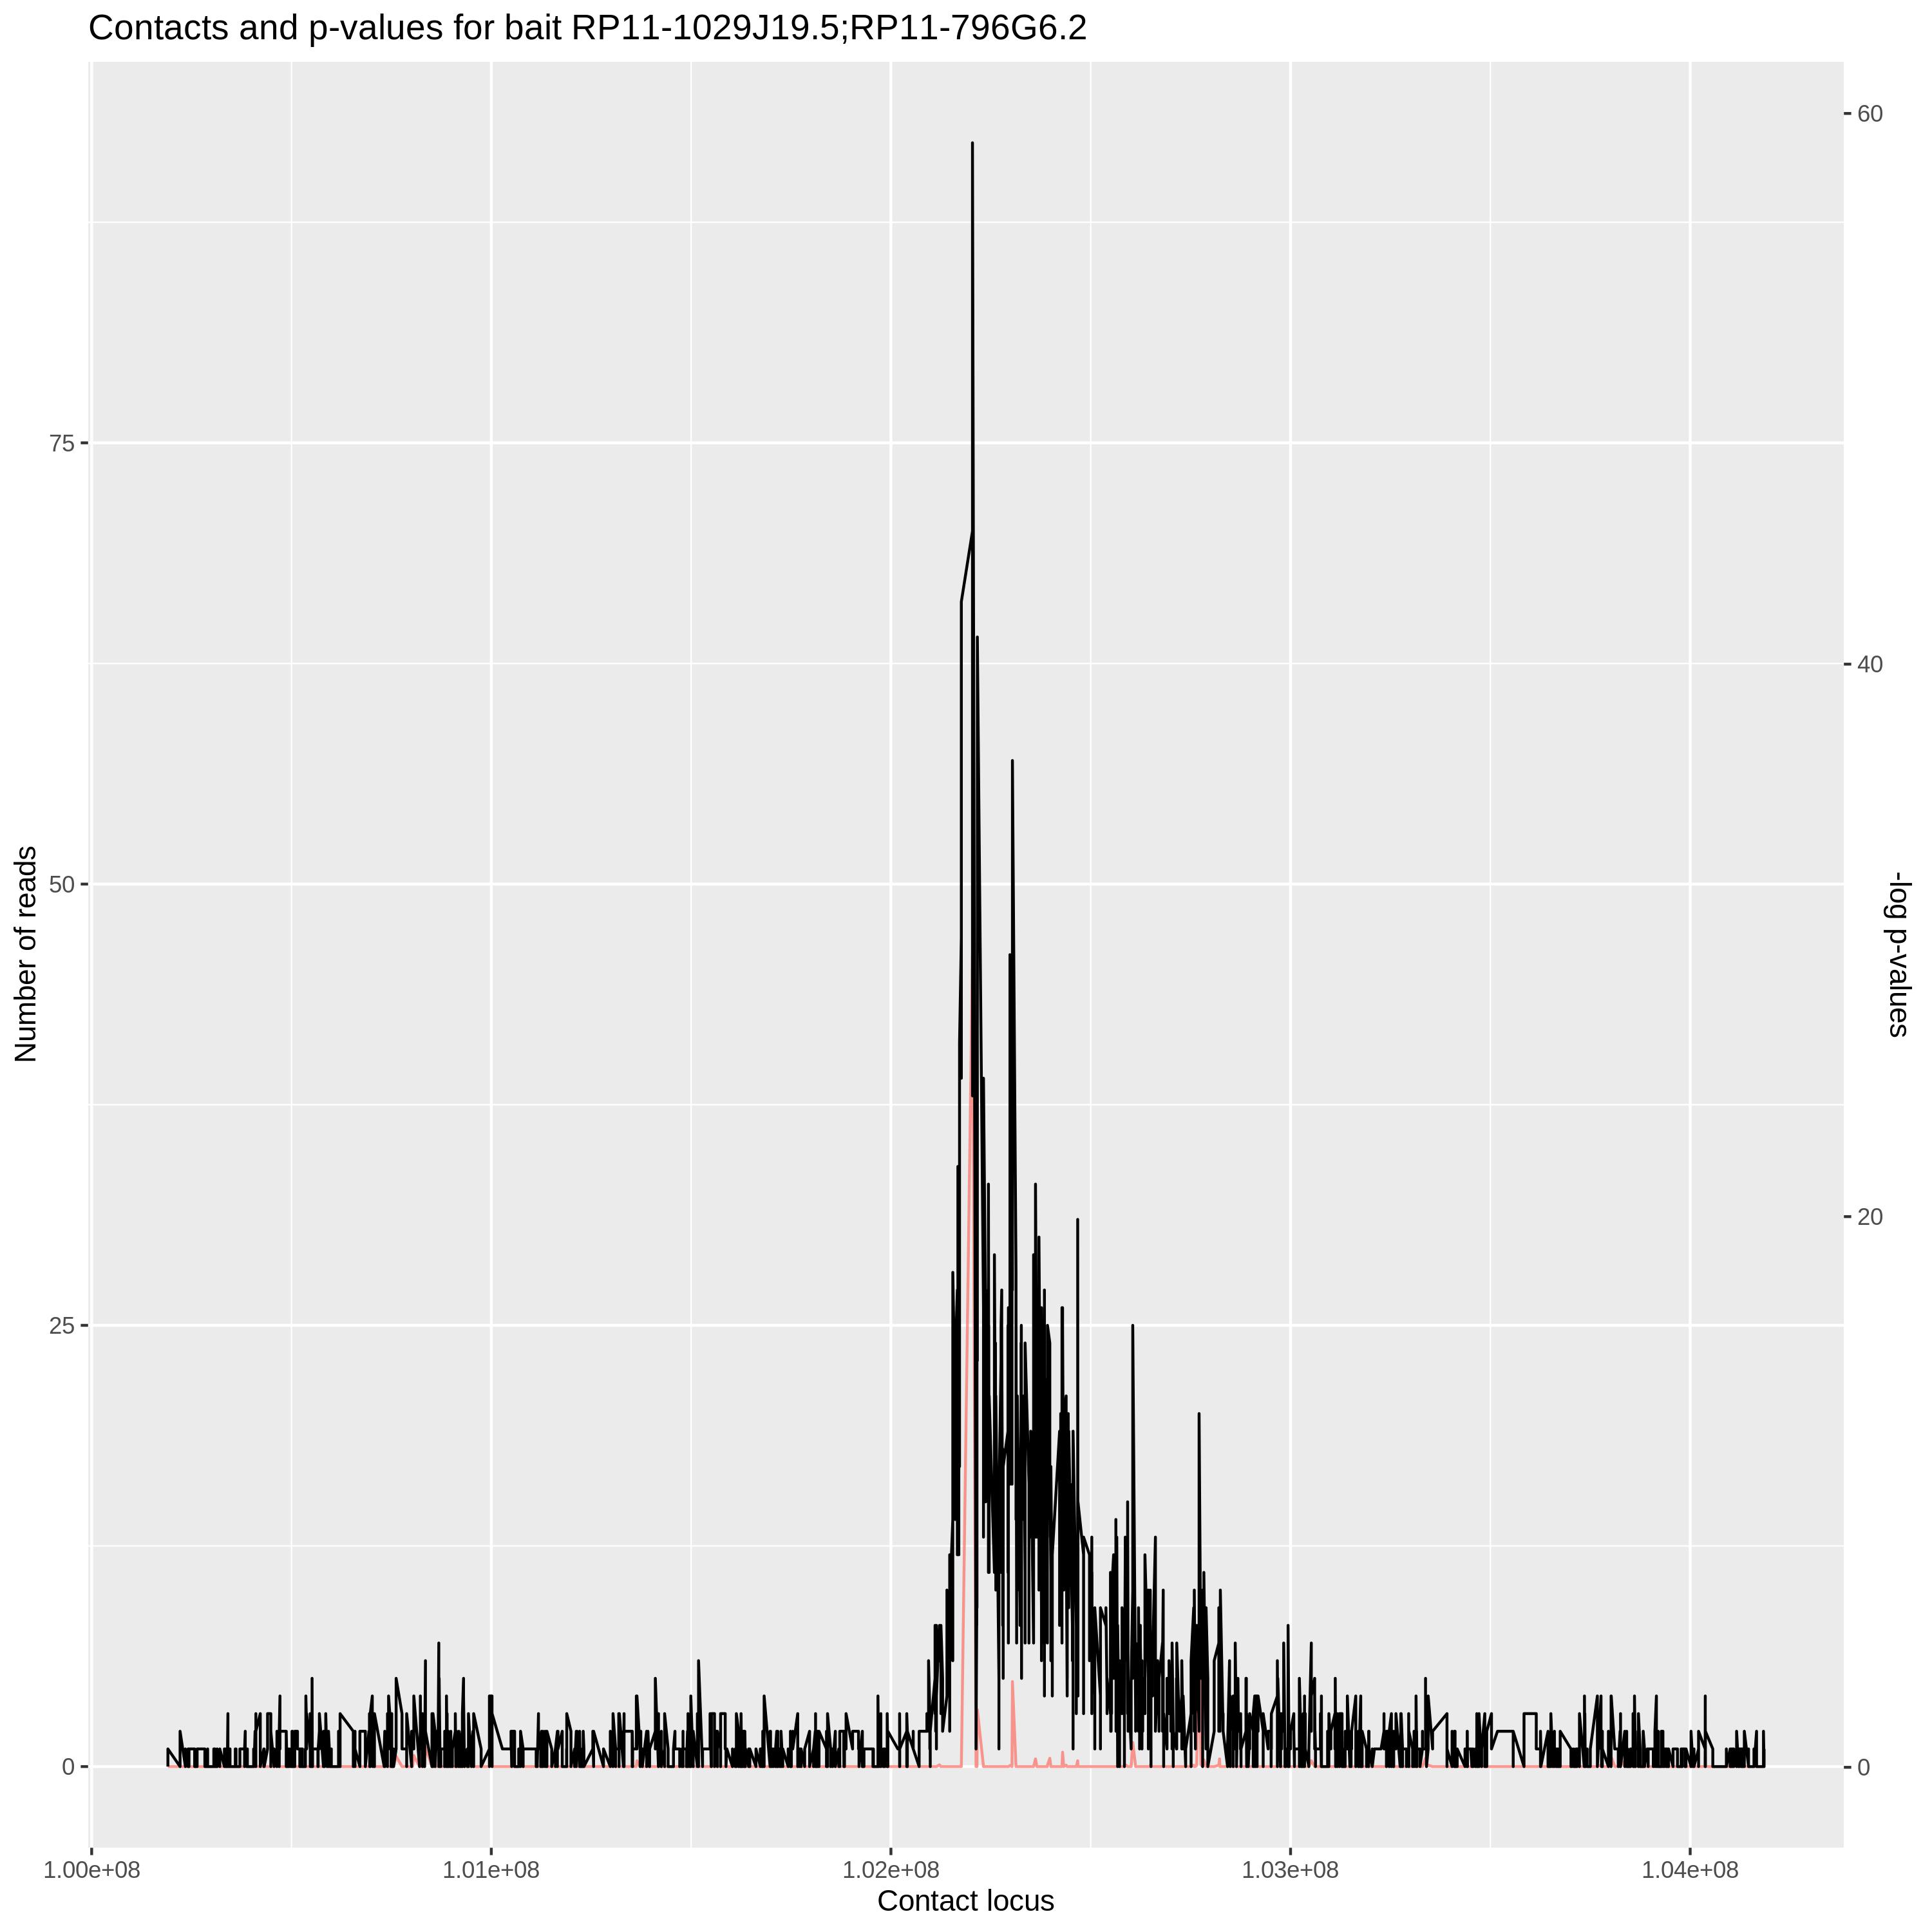 Contacts and p-values for bait RP11-1029J19.5;RP11-796G6.2
60
75
40
50
Number of reads
-log p-values
20
25
0
0
1.00e+08
1.01e+08
1.02e+08
1.03e+08
1.04e+08
Contact locus